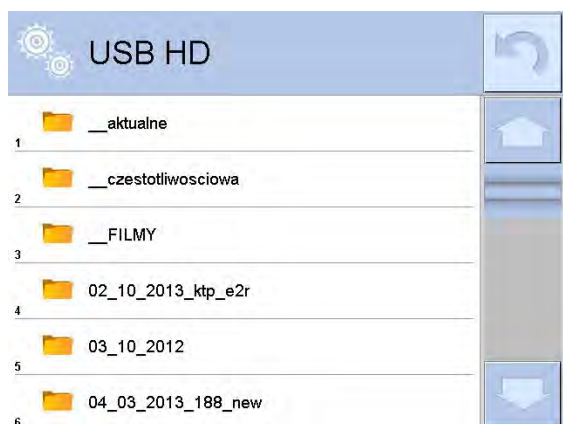 USB HD
__aktualne
1
__czestotliwosciowa
2
__FILMY
3
02_10_2013_ktp_e2r
4
03_10_2012
5
04_03_2013_188_new
6